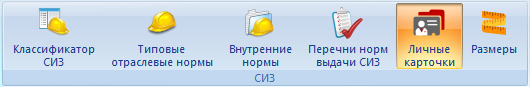 Классификатор
СИЗ
Типовые
отраслевые нормы
Внутренние
нормы
Перечни норм
выдачи СИЗ
Личные
карточки
Размеры
СИЗ